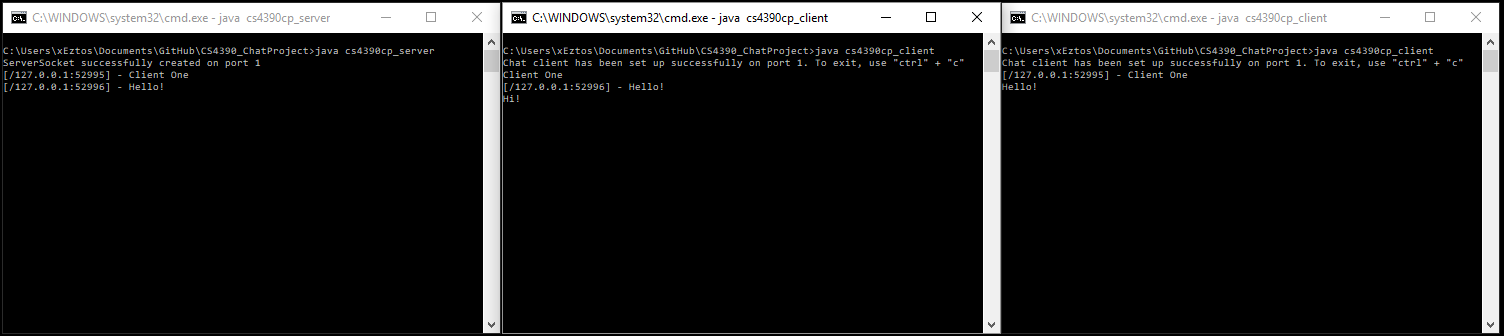 C:\WINDOWS\system32\cmd.exe - java  cs4390cp_server
C:\Users\xEztos\Documents\GitHub\CS4390_ChatProject>java cs4390cp_server
ServerSocket successfully created on port 1
[/127.0.0.1:52995] - Client One
[/127.0.0.1:52996] - Hello!
C:\WINDOWS\system32\cmd.exe - java  cs4390cp_client
C:\Users\xEztos\Documents\GitHub\CS4390_ChatProject>java cs4390cp_client
Chat client has been set up successfully on port 1. To exit, use "ctrl" + "c"
Client One
[/127.0.0.1:52996] - Hello!
Hi!
C:\WINDOWS\system32\cmd.exe - java  cs4390cp_client
C:\Users\xEztos\Documents\GitHub\CS4390_ChatProject>java cs4390cp_client
Chat client has been set up successfully on port 1. To exit, use "ctrl" + "c"
[/127.0.0.1:52995] - Client One
Hello!